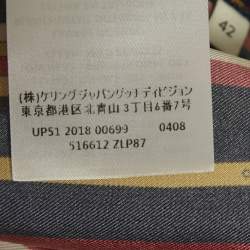 42
(株)ケリングジャパングッチディビジョン
東京都港区北青山3丁目6番7号
UPS1 2018 00699 0408
516612 ZLP87